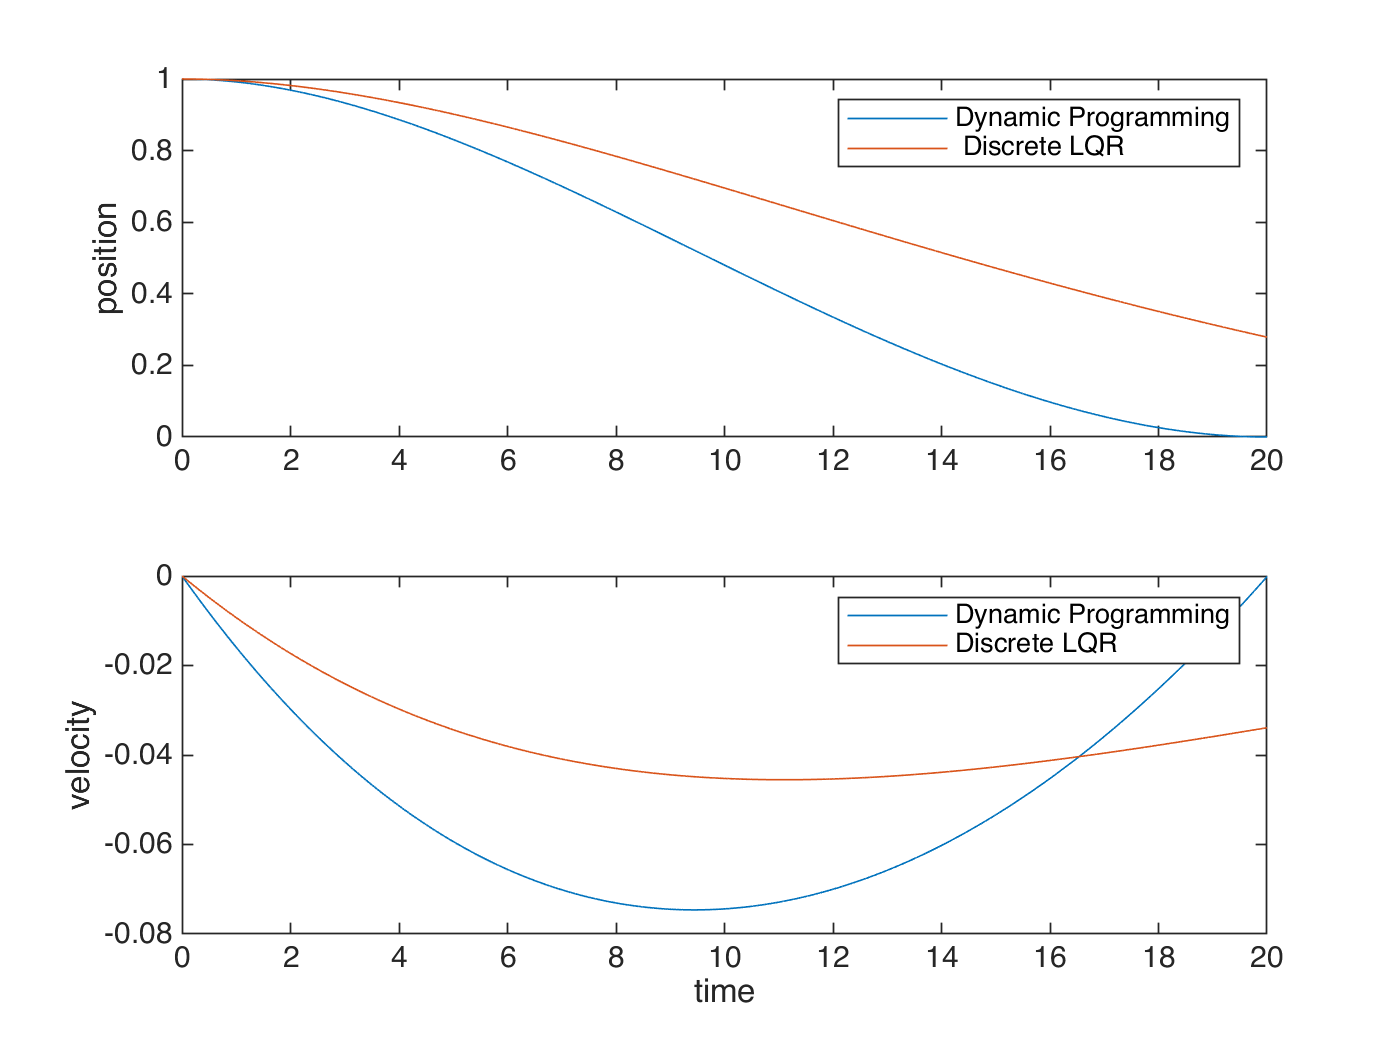 1
0.8
0.6
0.4
0.2
0
position
Dynamic Programming
Discrete LQR
0 2 4 6 8 10 12 14 16 18 20
0
-0.02
-0.04
-0.06
-0.08
velocity
Dynamic Programming
Discrete LQR
0 2 4 6 8 10 12 14 16 18 20
time